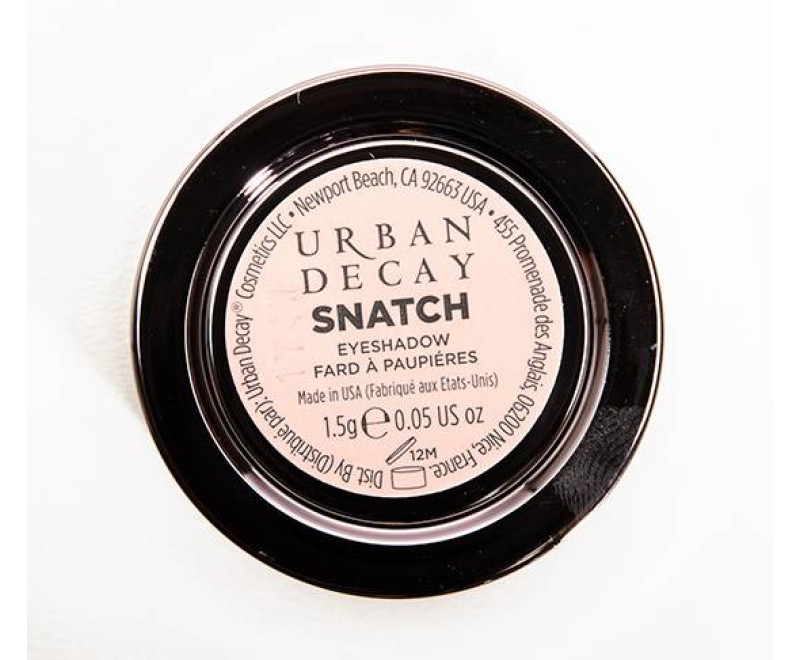 URBAN
DECAY
SNATCH
EYESHADOW
FARD À PAUPIÉRES
Made in USA (Fabriqué aux Etats-Unis)
1.5g e 0.05 US oz
12M
Dist. By (Distribué par): Urban Decay® Cosmetics LLC • Newport Beach, CA 92663 USA • 455 Promenade des Anglais, 06200 Nice, France.